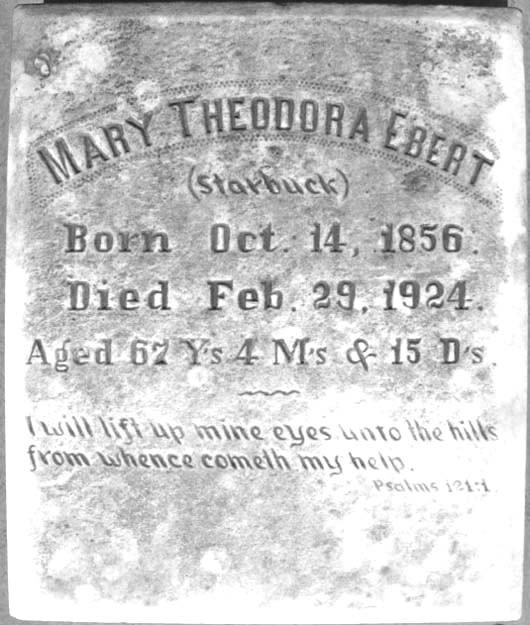 MARY THEODORA EBERT
(Starbuck)
Born Oct. 14, 1856.
Died Feb. 29, 1924.
Aged 67 Y's 4 M's & 15 D's.
I will lift up mine eyes unto the hills
from whence cometh my help.
Psalms 121:1